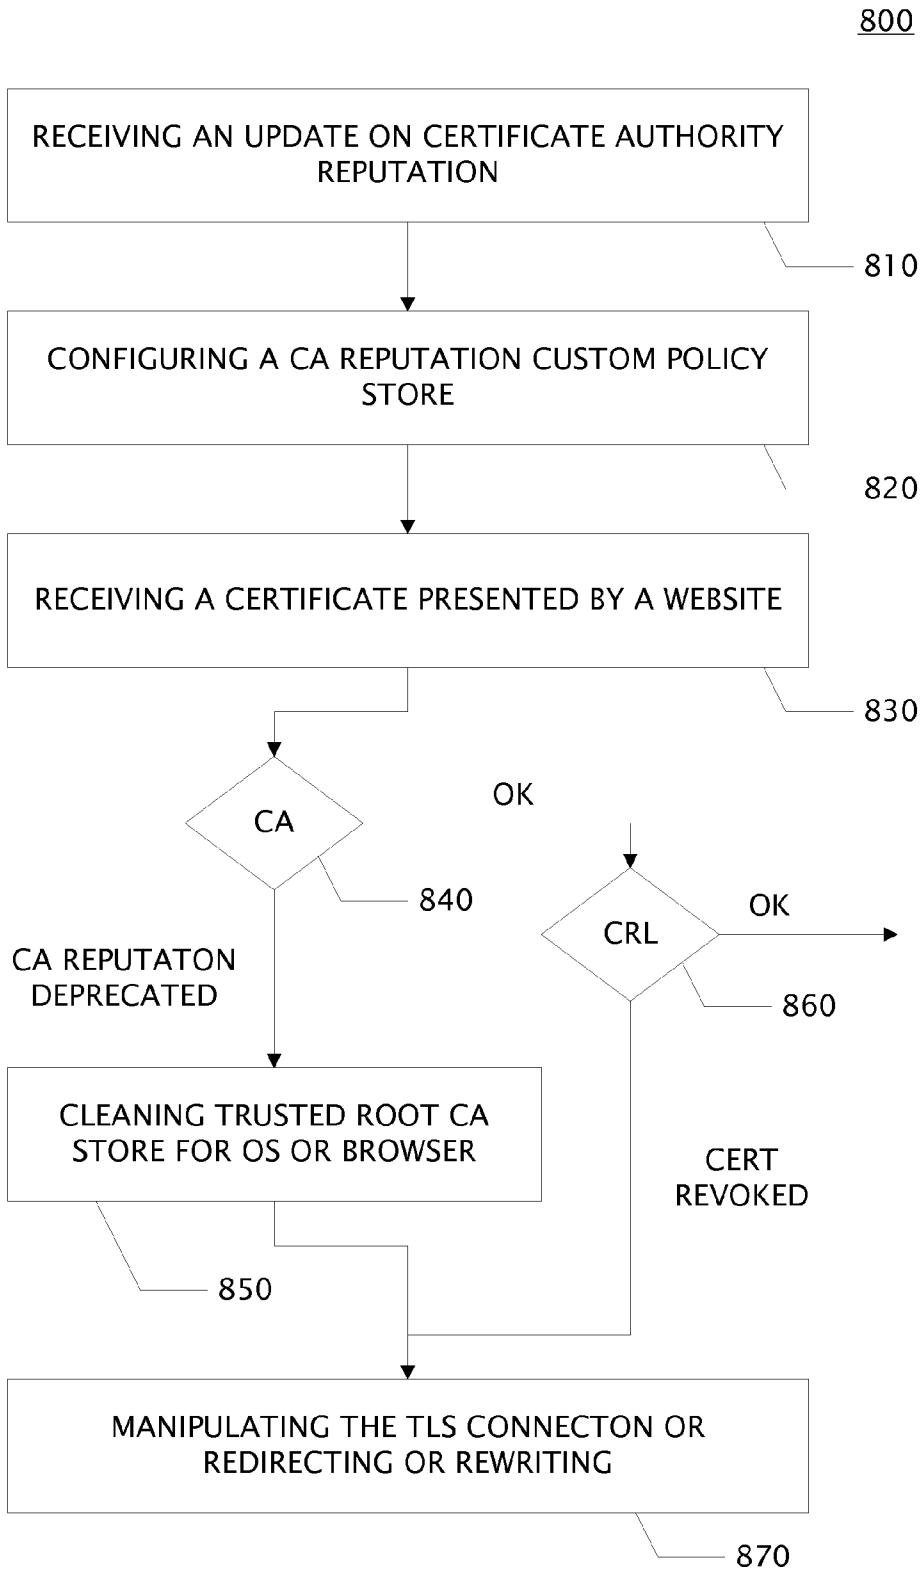 800
RECEIVING AN UPDATE ON CERTIFICATE AUTHORITY
REPUTATION
810
CONFIGURING A CA REPUTATION CUSTOM POLICY
STORE
820
RECEIVING A CERTIFICATE PRESENTED BY A WEBSITE
830
CA
OK
840
CRL
OK
860
CA REPUTATON
DEPRECATED
CLEANING TRUSTED ROOT CA
STORE FOR OS OR BROWSER
850
CERT
REVOKED
MANIPULATING THE TLS CONNECTON OR
REDIRECTING OR REWRITING
870